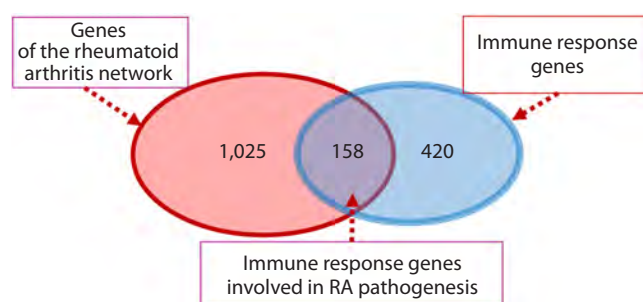 Genes
of the rheumatoid
arthritis network
Immune response
genes
1,025
158
420
Immune response genes
involved in RA pathogenesis